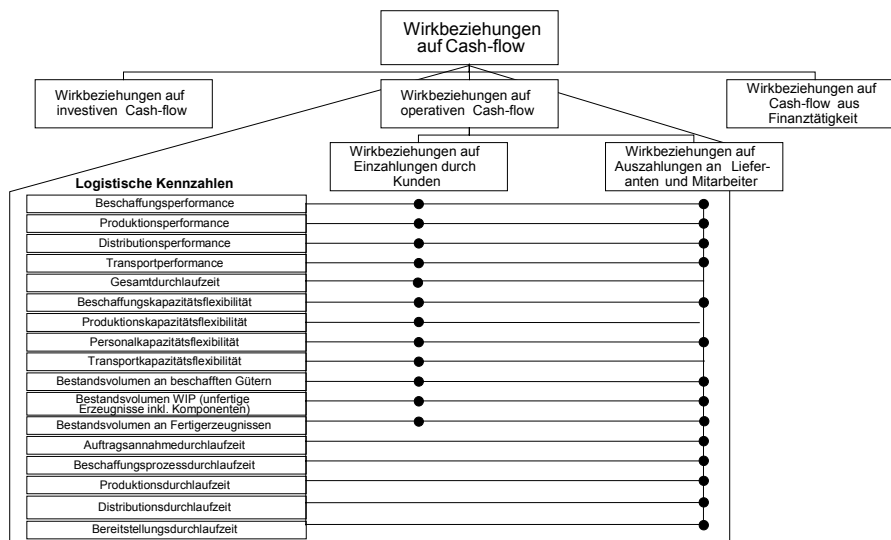 Wirkbeziehungen
auf Cash-flow
Wirkbeziehungen auf
investiven Cash-flow
Wirkbeziehungen auf
operativen Cash-flow
Wirkbeziehungen auf
Cash-flow aus
Finanztätigkeit
Wirkbeziehungen auf
Einzahlungen durch
Kunden
Wirkbeziehungen auf
Auszahlungen an Liefer-
anten und Mitarbeiter
Logistische Kennzahlen
Beschaffungsperformance
Produktionsperformance
Distributionsperformance
Transportperformance
Gesamtdurchlaufzeit
Beschaffungskapazitätsflexibilität
Produktionskapazitätsflexibilität
Personalkapazitätsflexibilität
Transportkapazitätsflexibilität
Bestandsvolumen an beschafften Gütern
Bestandsvolumen WIP (unfertige
Erzeugnisse inkl. Komponenten)
Bestandsvolumen an Fertigerzeugnissen
Auftragsannahmedurchlaufzeit
Beschaffungsprozessdurchlaufzeit
Produktionsdurchlaufzeit
Distributionsdurchlaufzeit
Bereitstellungsdurchlaufzeit